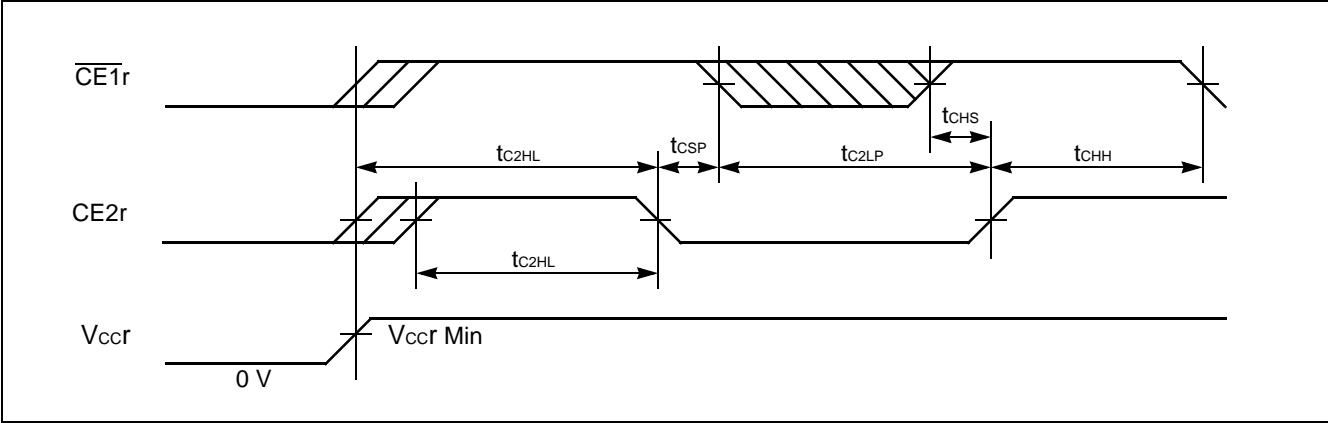 CE1r
tCHS
tC2HL tCSP tC2LP tCHH
CE2r
tC2HL
VCCr VCCr Min
0 V